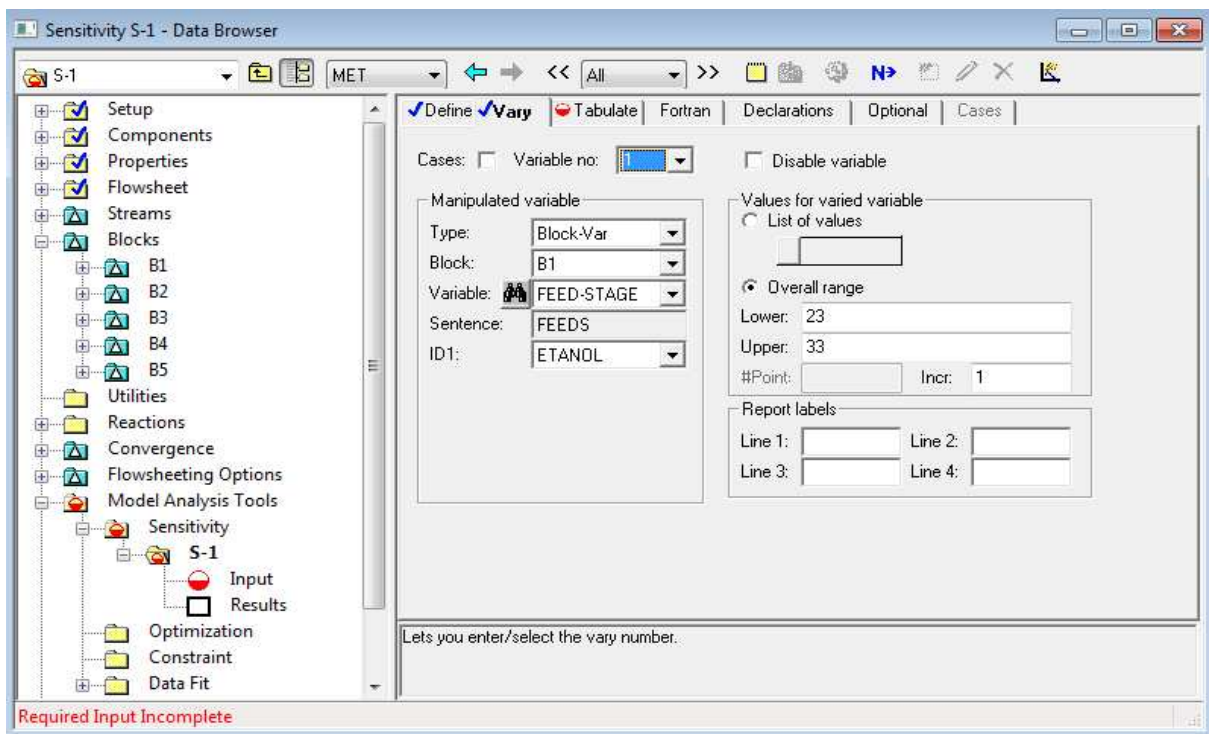 Sensitivity S-1 - Data Browser
S-1 MET << All >> N>
Setup
Components
Properties
Flowsheet
Streams
Blocks
B1
B2
B3
B4
B5
Utilities
Reactions
Convergence
Flowsheeting Options
Model Analysis Tools
Sensitivity
S-1
Input
Results
Optimization
Constraint
Data Fit
Define Vary Tabulate Fortran Declarations Optional Cases
Cases: Variable no: 1 Disable variable
Manipulated variable
Type: Block-Var
Block: B1
Variable: FEED-STAGE
Sentence: FEEDS
ID1: ETANOL
Values for varied variable
List of values
Overall range
Lower: 23
Upper: 33
#Point: Incr: 1
Report labels
Line 1: Line 2:
Line 3: Line 4:
Lets you enter/select the vary number.
Required Input Incomplete